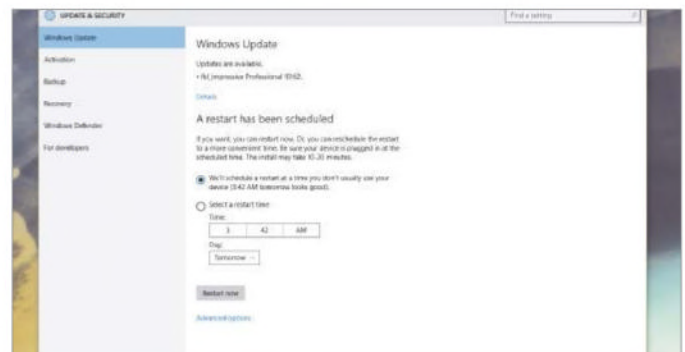 UPDATE & SECURITY
Find a setting
Windows Update
Activation
Backup
Recovery
Windows Defender
For developers
Windows Update
Updates are available.
Professional 10162.
Details
A restart has been scheduled
If you want, you can restart now. Or, you can reschedule the restart
to a more convenient time. Be sure your device is plugged in at the
scheduled time. The install may take 10-20 minutes.
We'll schedule a restart at a time you don't usually use your
device (3:42 AM tomorrow looks good).
Select a restart time
Time:
3 42 AM
Day:
Tomorrow
Restart now
Advanced options